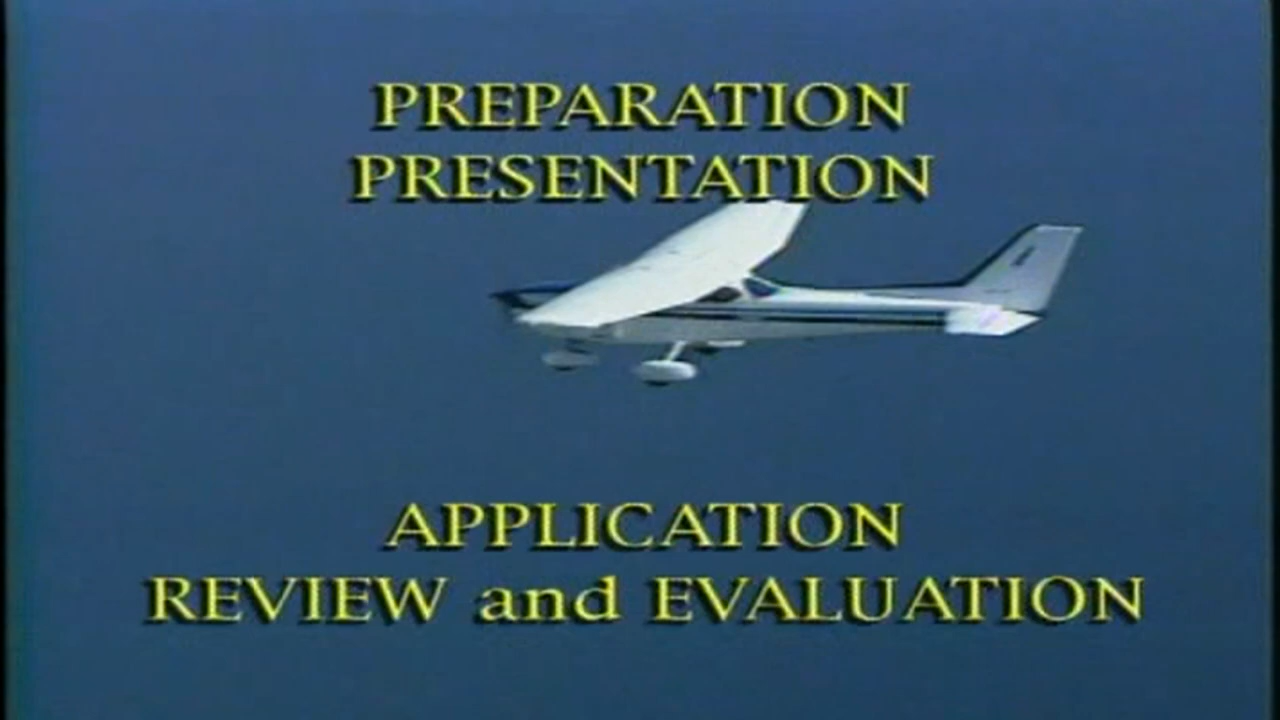 PREPARATION
PRESENTATION
APPLICATION
REVIEW and EVALUATION